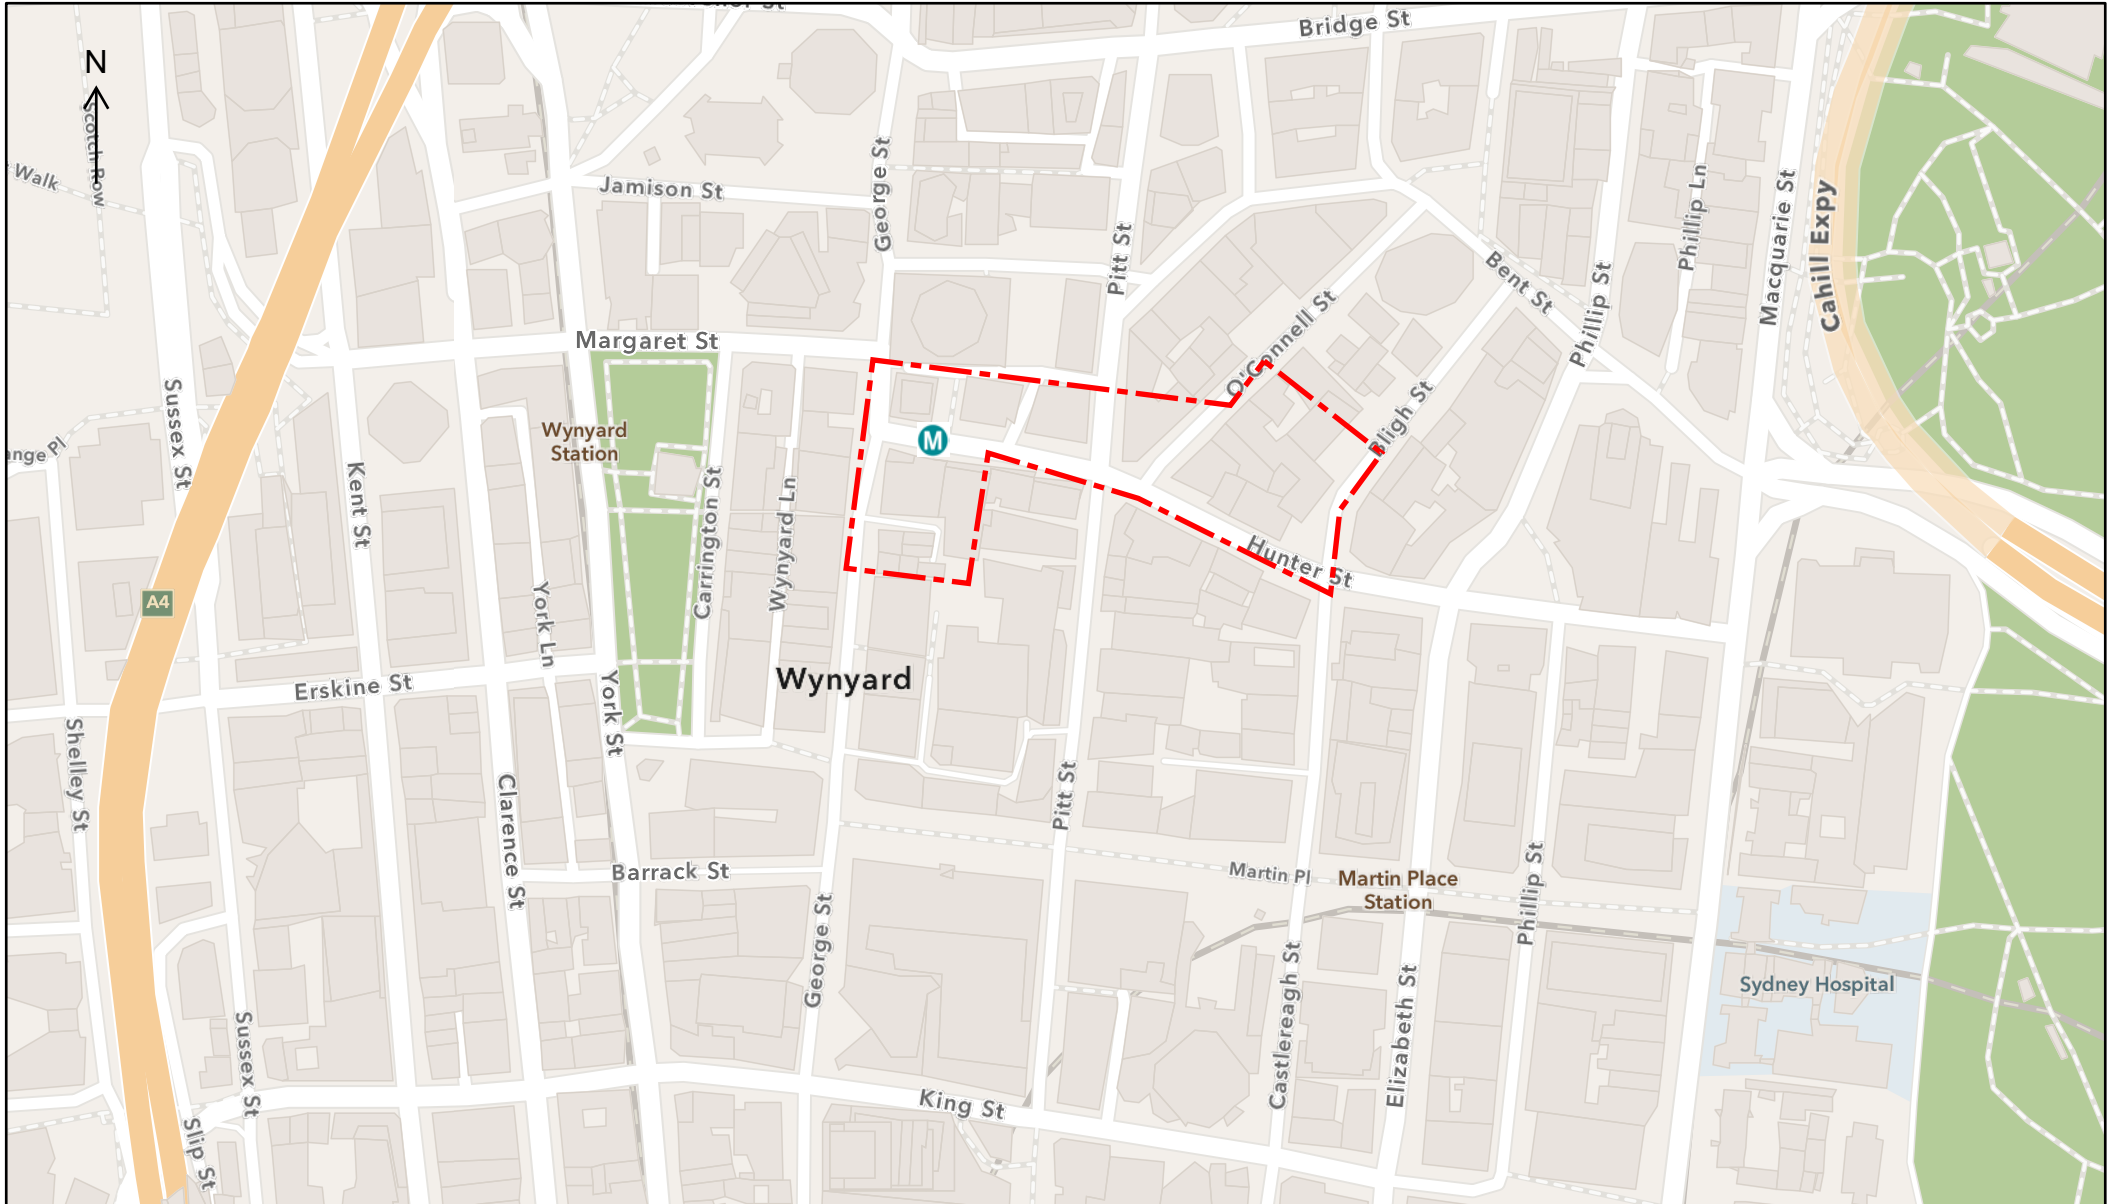 Bridge St
N
Scotch Row
Walk
George St
Jamison St
Phillip Ln
Macquarie St
Cahill Expy
Pitt St
Bent St
Phillip St
O'Connell St
Margaret St
Sussex St
Bligh St
Wynyard
Station
M
Kent St
Carrington St
Wynyard Ln
Hunter St
A4
York Ln
Wynyard
Erskine St
York St
Shelley St
Clarence St
Pitt St
Barrack St
Martin Pl
Martin Place
Station
Phillip St
George St
Castlereagh St
Elizabeth St
Sydney Hospital
Sussex St
King St
Slip St